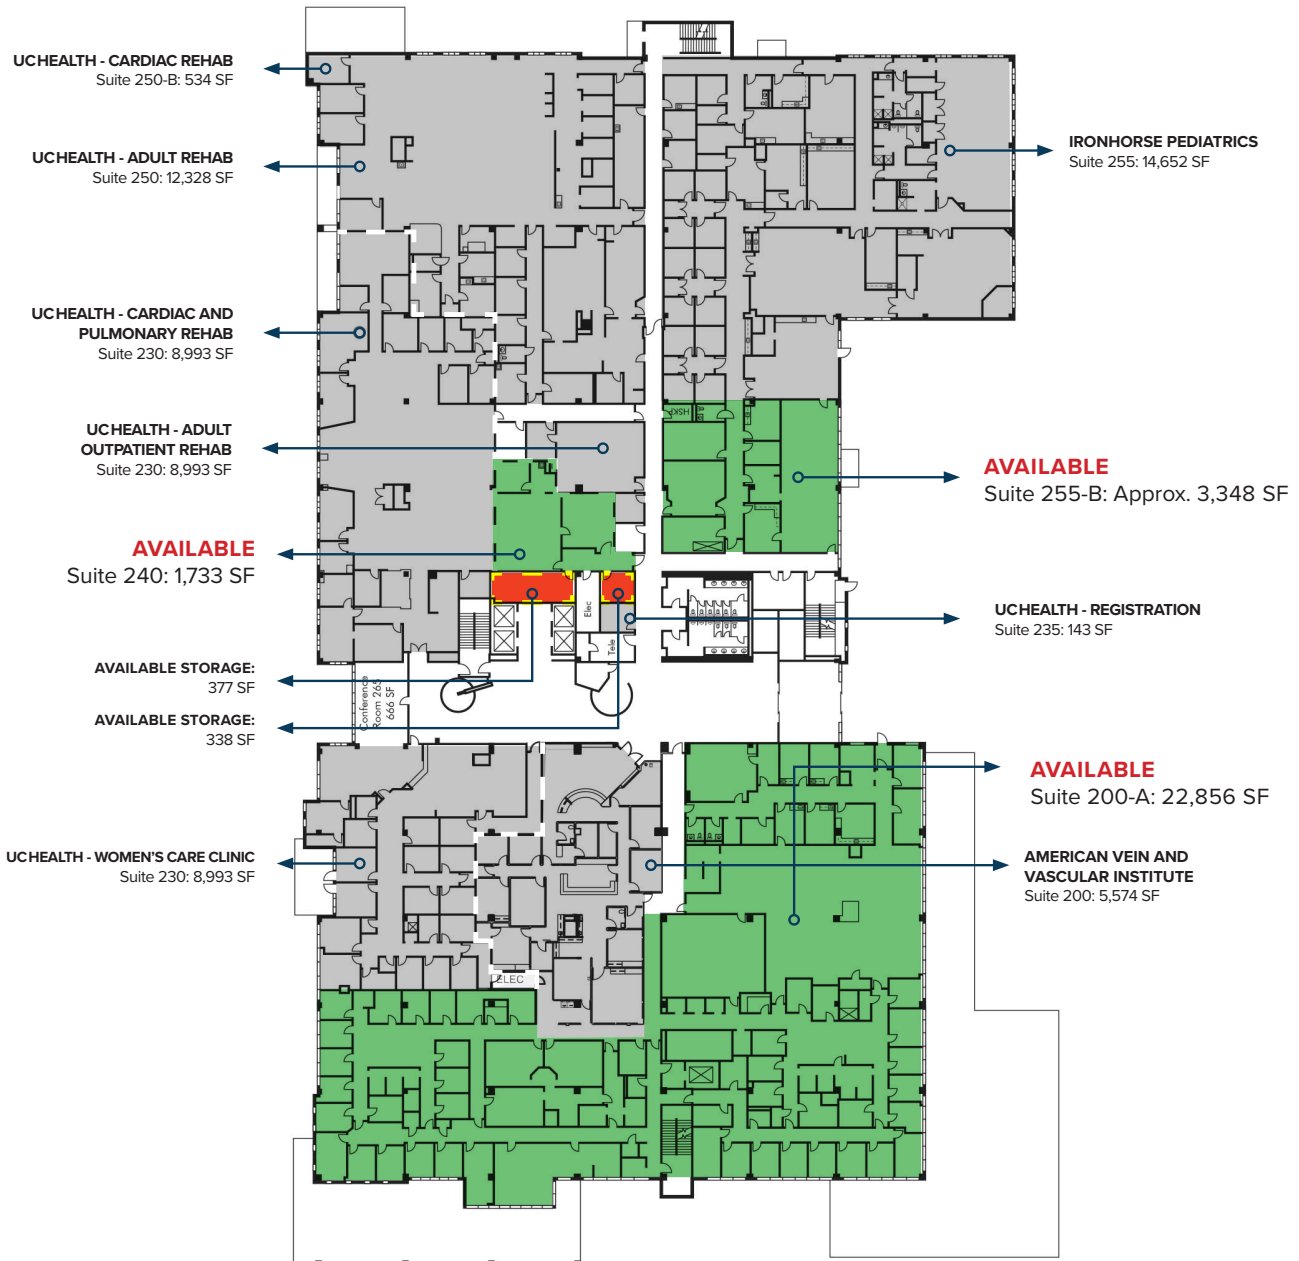 UCHEALTH - CARDIAC REHAB
Suite 250-B: 534 SF
UCHEALTH - ADULT REHAB
Suite 250: 12,328 SF
IRONHORSE PEDIATRICS
Suite 255: 14,652 SF
UCHEALTH - CARDIAC AND
PULMONARY REHAB
Suite 230: 8,993 SF
HSKP
UCHEALTH - ADULT
OUTPATIENT REHAB
Suite 230: 8,993 SF
AVAILABLE
Suite 255-B: Approx. 3,348 SF
AVAILABLE
Suite 240: 1,733 SF
Elec
UCHEALTH - REGISTRATION
Suite 235: 143 SF
Tele
AVAILABLE STORAGE:
377 SF
Conference
Room 265
666 SF
AVAILABLE STORAGE:
338 SF
AVAILABLE
Suite 200-A: 22,856 SF
UCHEALTH - WOMEN'S CARE CLINIC
Suite 230: 8,993 SF
AMERICAN VEIN AND
VASCULAR INSTITUTE
Suite 200: 5,574 SF
ELEC